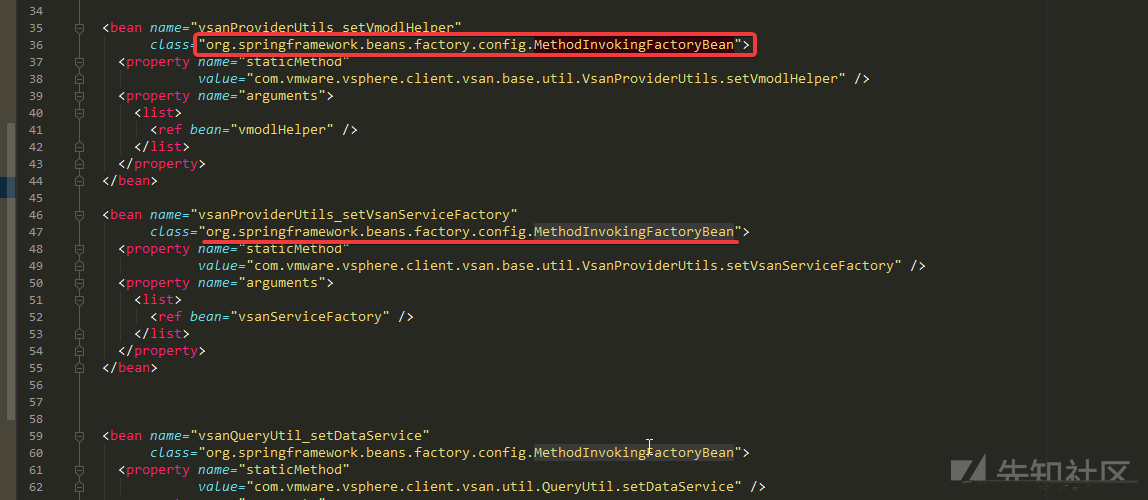 34
35 <bean name="vsanProviderUtils_setVmodlHelper"
36 class="org.springframework.beans.factory.config.MethodInvokingFactoryBean">
37 <property name="staticMethod"
38 value="com.vmware.vsphere.client.vsan.base.util.VsanProviderUtils.setVmodlHelper" />
39 <property name="arguments">
40 <list>
41 <ref bean="vmodlHelper" />
42 </list>
43 </property>
44 </bean>
45
46 <bean name="vsanProviderUtils_setVsanServiceFactory"
47 class="org.springframework.beans.factory.config.MethodInvokingFactoryBean">
48 <property name="staticMethod"
49 value="com.vmware.vsphere.client.vsan.base.util.VsanProviderUtils.setVsanServiceFactory" />
50 <property name="arguments">
51 <list>
52 <ref bean="vsanServiceFactory" />
53 </list>
54 </property>
55 </bean>
56
57
58
59 <bean name="vsanQueryUtil_setDataService"
60 class="org.springframework.beans.factory.config.MethodInvokingFactoryBean">
61 <property name="staticMethod"
62 value="com.vmware.vsphere.client.vsan.util.QueryUtil.setDataService" />
先知社区